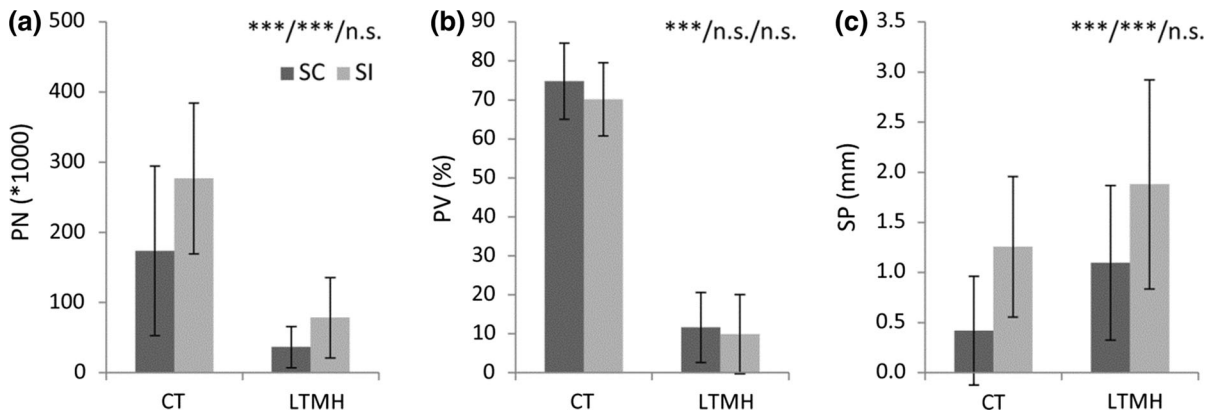 (a)
***/***/n.s.
SC SI
PN (*1000)
500
400
300
200
100
0
CT LTMH
(b)
***/n.s./n.s.
PV (%)
90
80
70
60
50
40
30
20
10
0
CT LTMH
(c)
***/***/n.s.
SP (mm)
3.5
3.0
2.5
2.0
1.5
1.0
0.5
0.0
CT LTMH